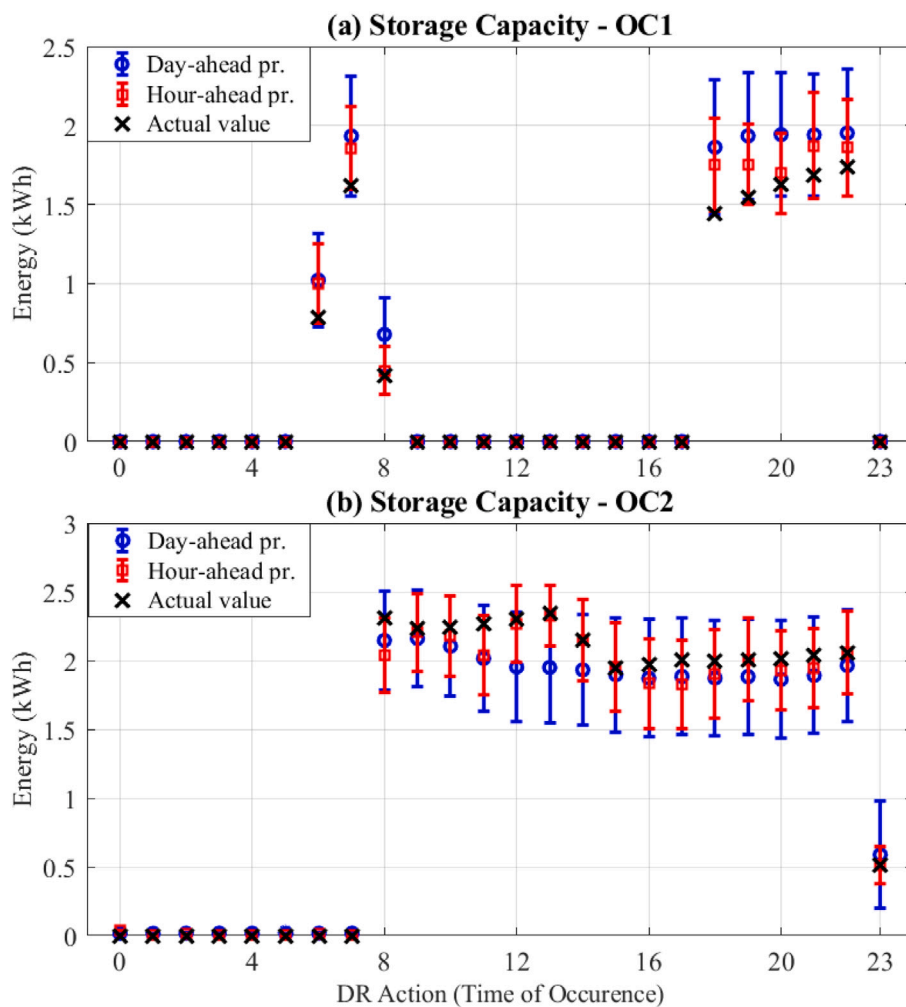 (a) Storage Capacity - OC1
2.5
Day-ahead pr.
Hour-ahead pr.
Actual value
2
1.5
1
0.5
0
Energy (kWh)
0 4 8 12 16 20 23
(b) Storage Capacity - OC2
3
Day-ahead pr.
Hour-ahead pr.
Actual value
2.5
2
1.5
1
0.5
0
Energy (kWh)
0 4 8 12 16 20 23
DR Action (Time of Occurence)